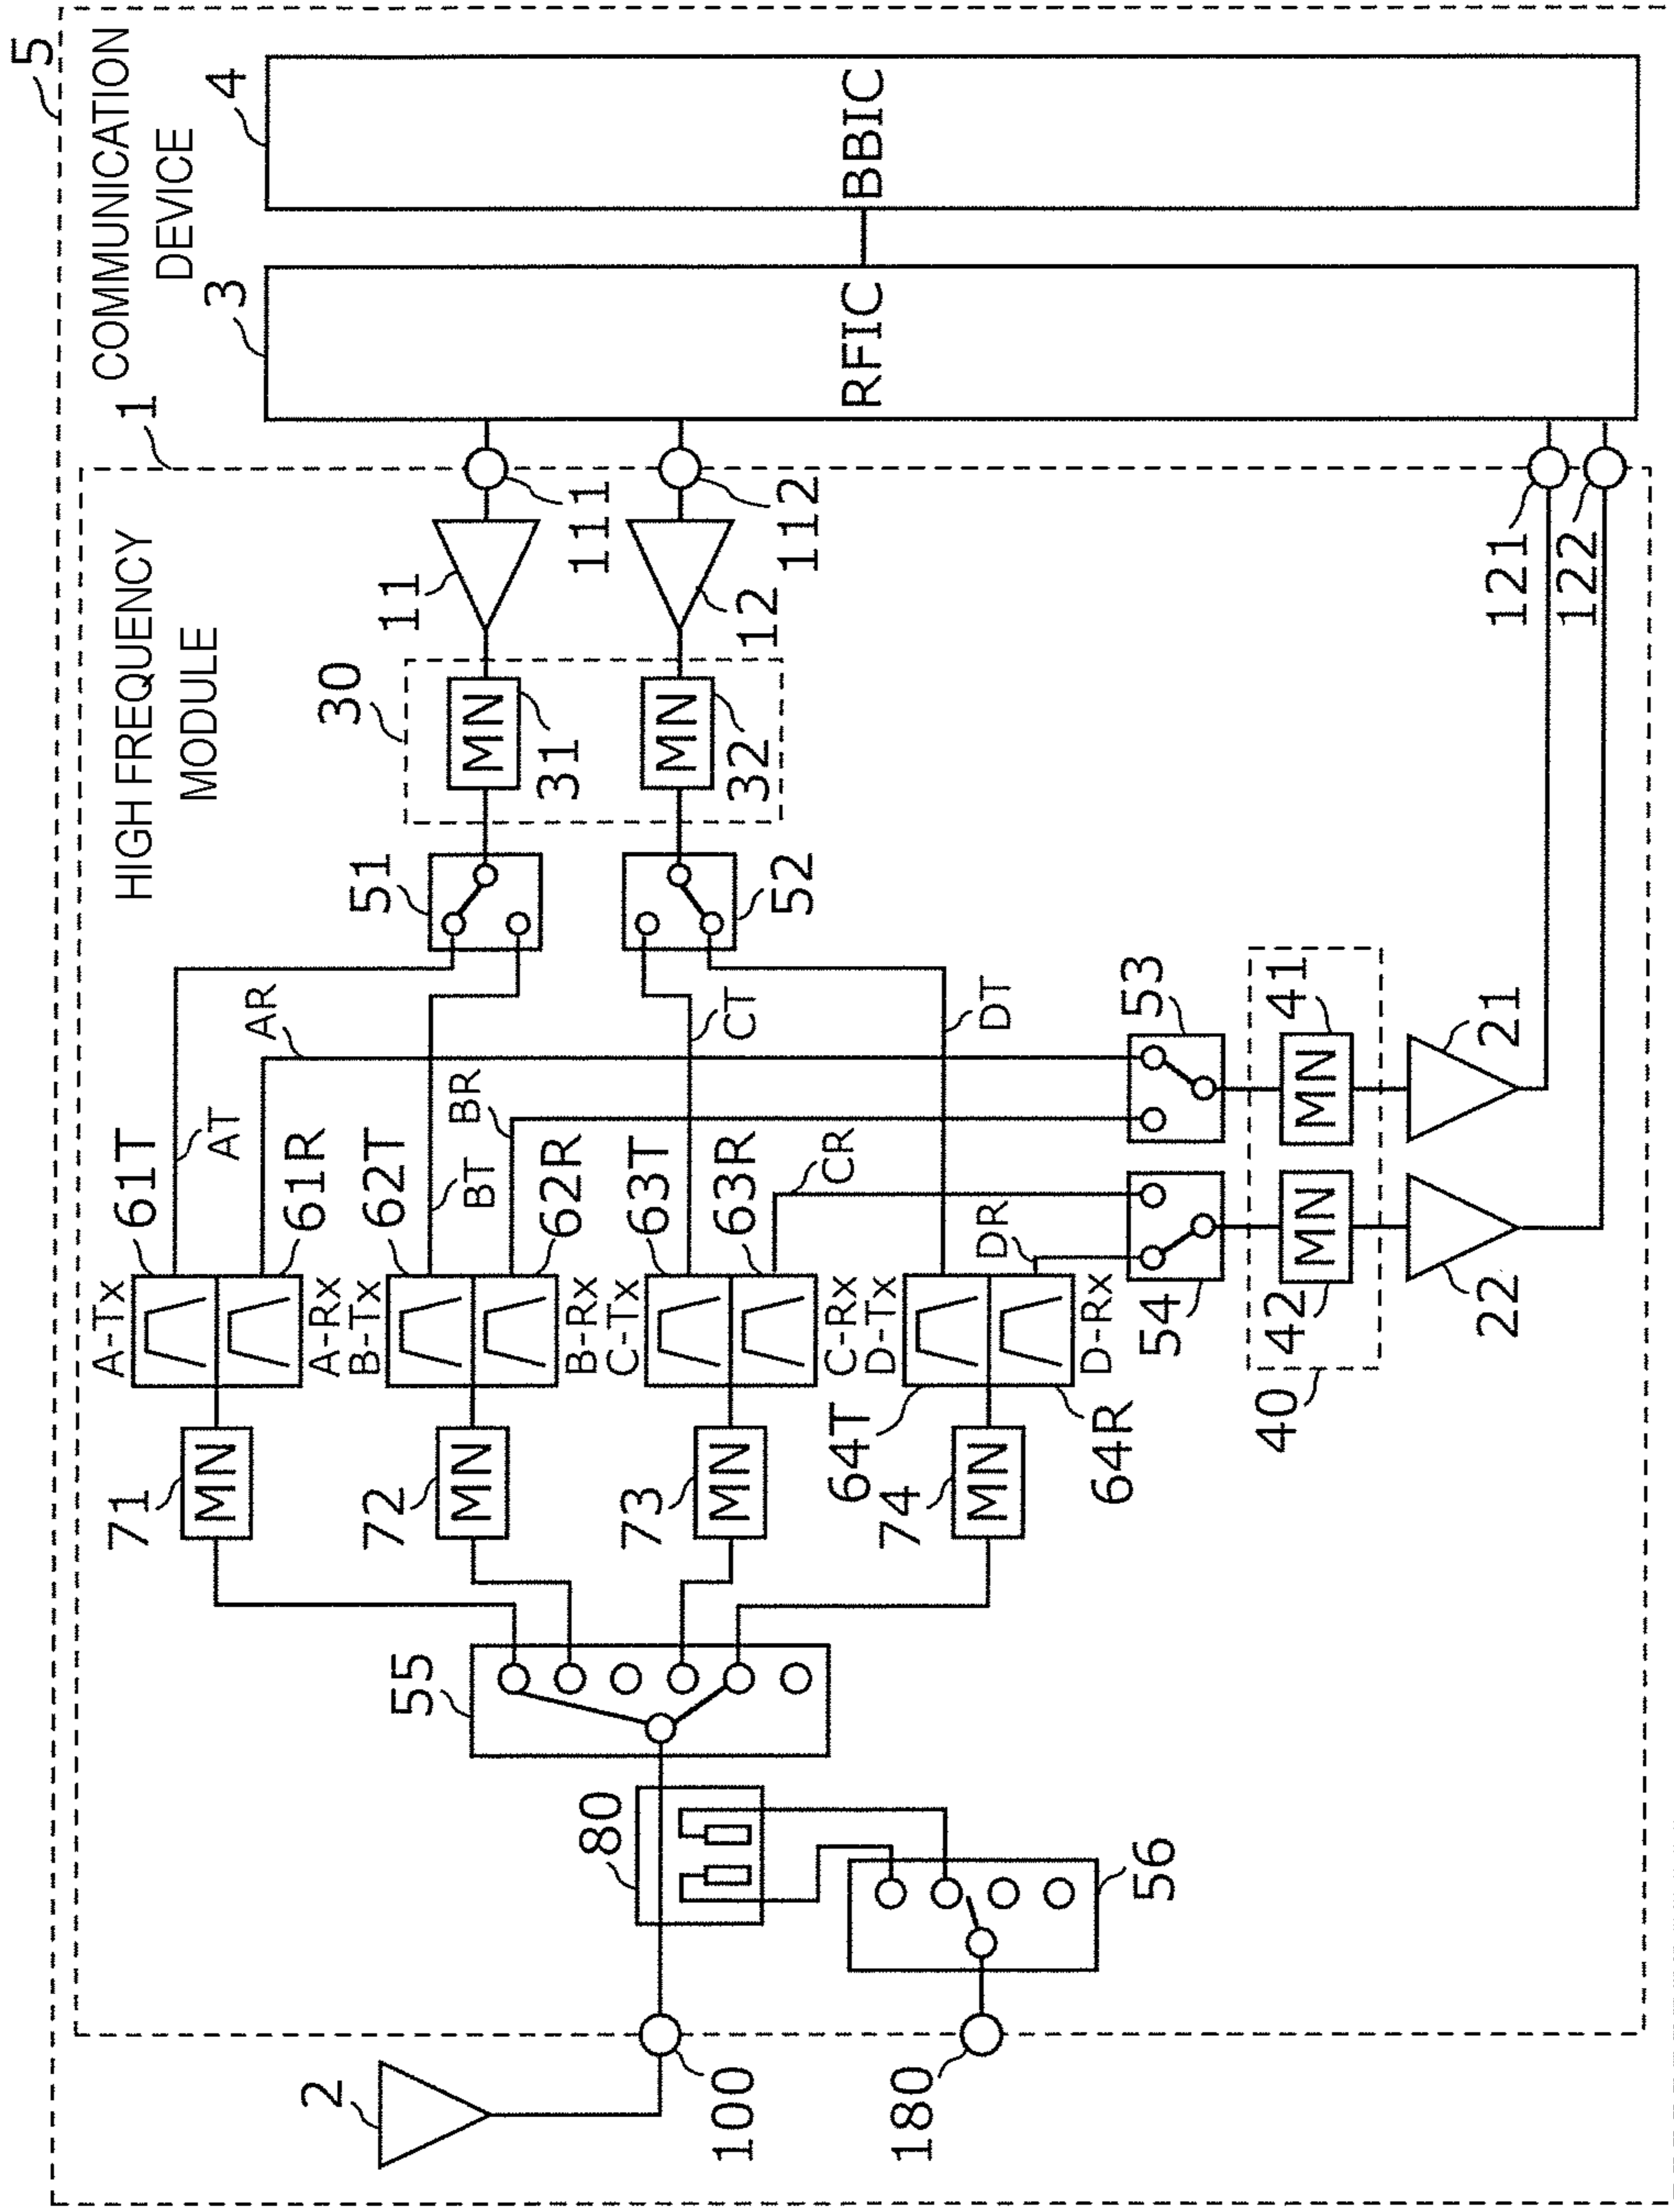 5
COMMUNICATION
DEVICE
4
BBIC
3
RFIC
1
HIGH FREQUENCY
MODULE
111
112
121
122
11
12
30
MN
31
MN
32
51
52
AT
AR
BT
BR
CT
CR
DT
DR
53
54
40
MN
41
MN
42
21
22
61T
A-Tx
61R
A-Rx
62T
B-Tx
62R
B-Rx
63T
C-Tx
63R
C-Rx
64T
D-Tx
64R
D-Rx
71
MN
72
MN
73
MN
74
MN
55
80
56
2
100
180